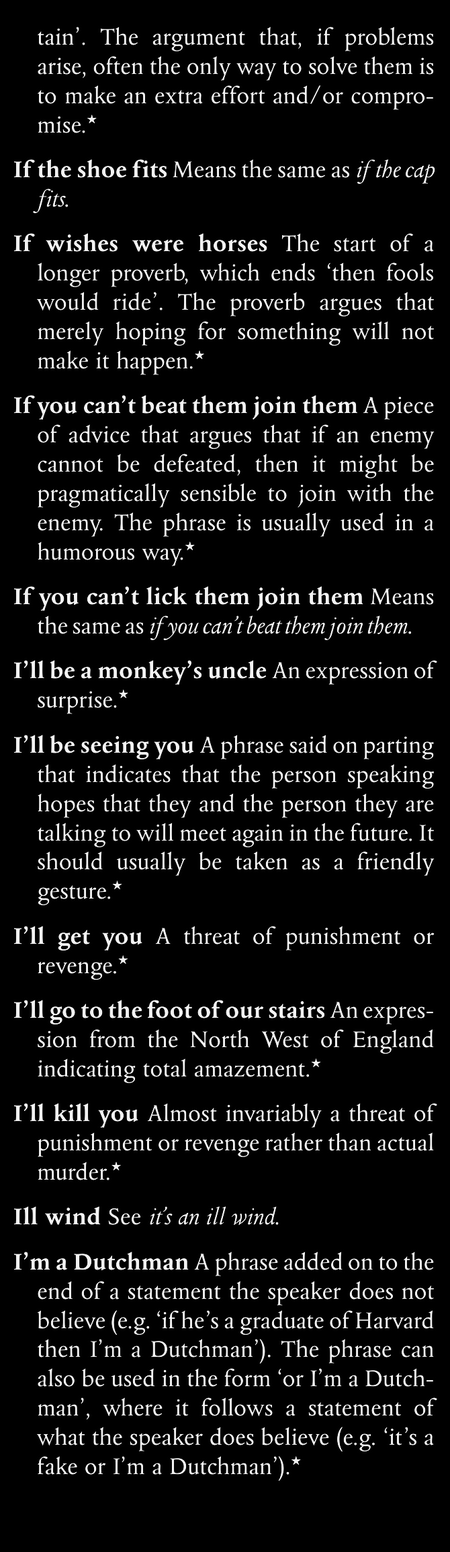 tain’. The argument that, if problems
arise, often the only way to solve them is
to make an extra effort and/or compro-
mise.★
If the shoe fits Means the same as if the cap
fits.
If wishes were horses The start of a
longer proverb, which ends ‘then fools
would ride’. The proverb argues that
merely hoping for something will not
make it happen.★
If you can’t beat them join them A piece
of advice that argues that if an enemy
cannot be defeated, then it might be
pragmatically sensible to join with the
enemy. The phrase is usually used in a
humorous way.★
If you can’t lick them join them Means
the same as if you can’t beat them join them.
I’ll be a monkey’s uncle An expression of
surprise.★
I’ll be seeing you A phrase said on parting
that indicates that the person speaking
hopes that they and the person they are
talking to will meet again in the future. It
should usually be taken as a friendly
gesture.★
I’ll get you A threat of punishment or
revenge.★
I’ll go to the foot of our stairs An expres-
sion from the North West of England
indicating total amazement.★
I’ll kill you Almost invariably a threat of
punishment or revenge rather than actual
murder.★
Ill wind See it’s an ill wind.
I’m a Dutchman A phrase added on to the
end of a statement the speaker does not
believe (e.g. ‘if he’s a graduate of Harvard
then I’m a Dutchman’). The phrase can
also be used in the form ‘or I’m a Dutch-
man’, where it follows a statement of
what the speaker does believe (e.g. ‘it’s a
fake or I’m a Dutchman’).★